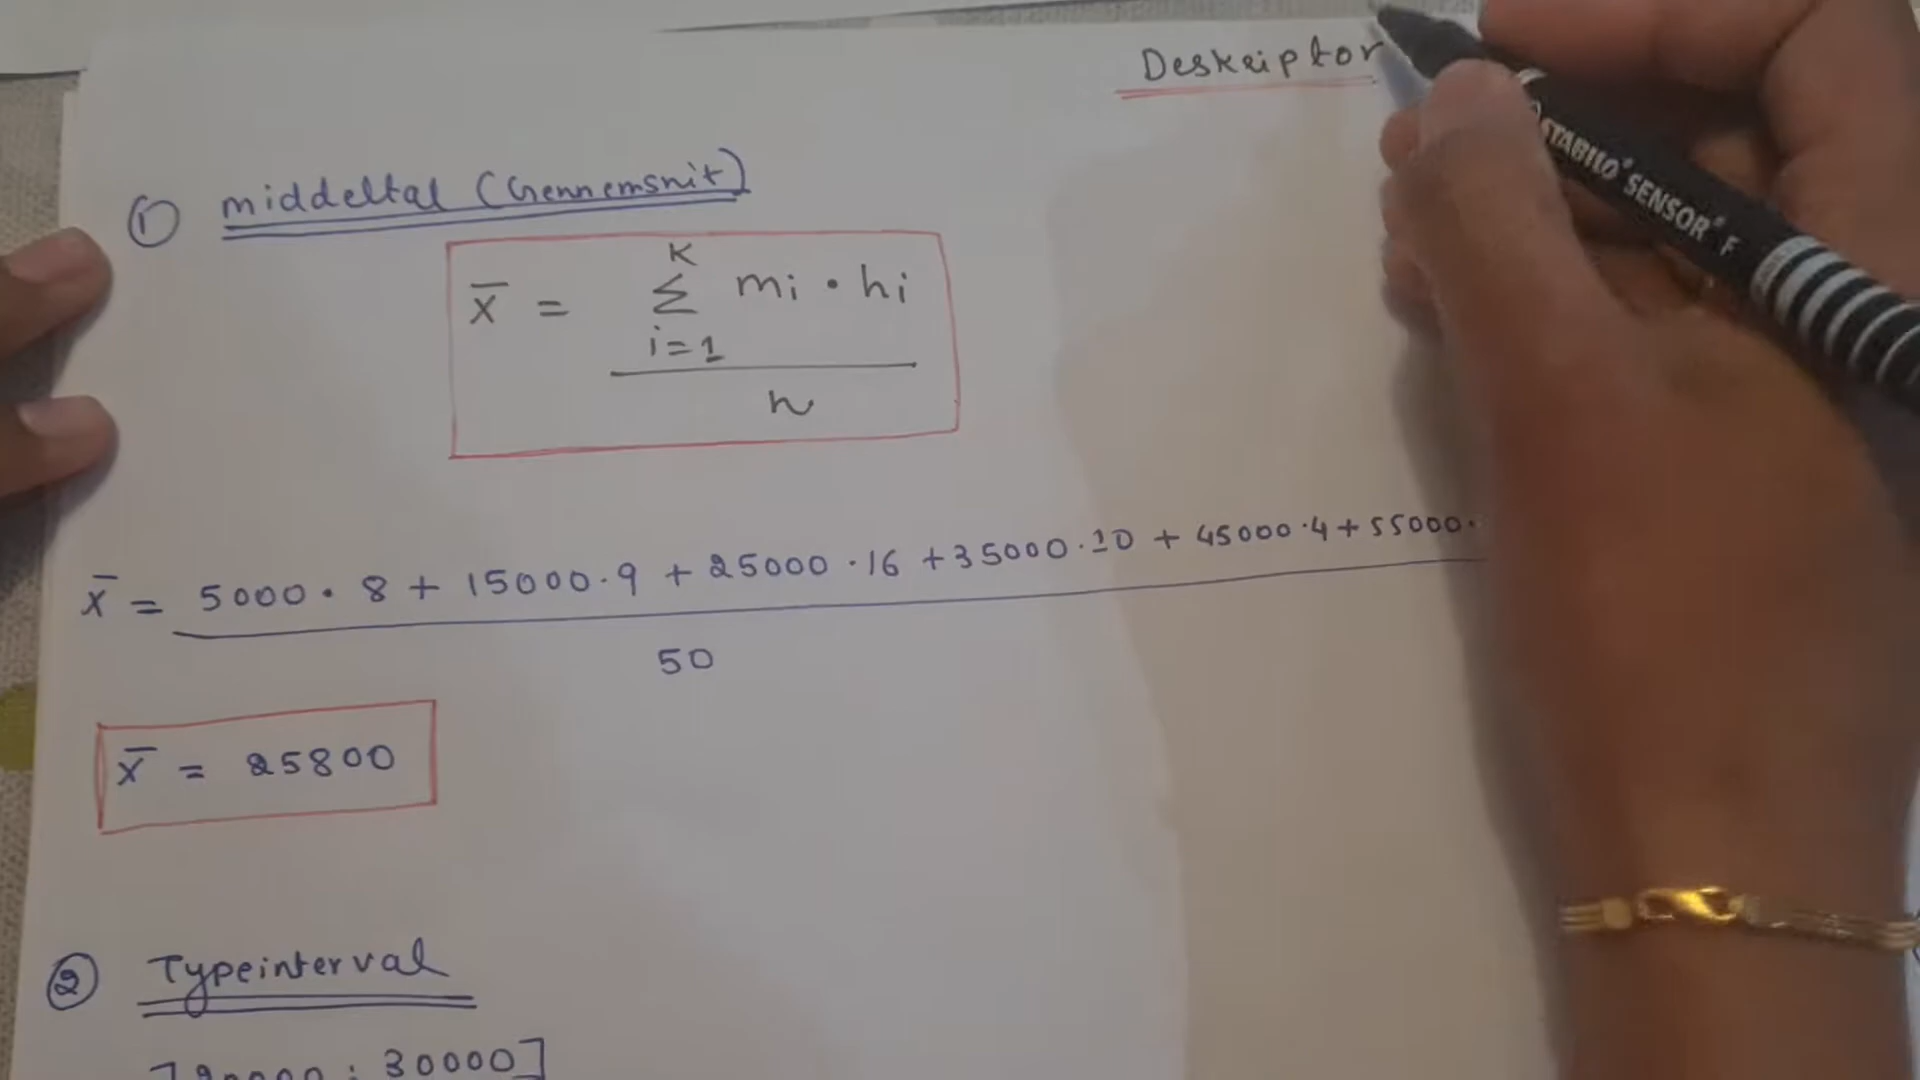 Deskriptor
STABILO® SENSOR® F
① middeltal (Gennemsnit)
x̄ = K Σ i=1 mi · hi
n
x̄ = 5000 · 8 + 15000 · 9 + 25000 · 16 + 35000 · 10 + 45000 · 4 + 55000 ·
50
x̄ = 25800
② Typeinterval
]20000 ; 30000]